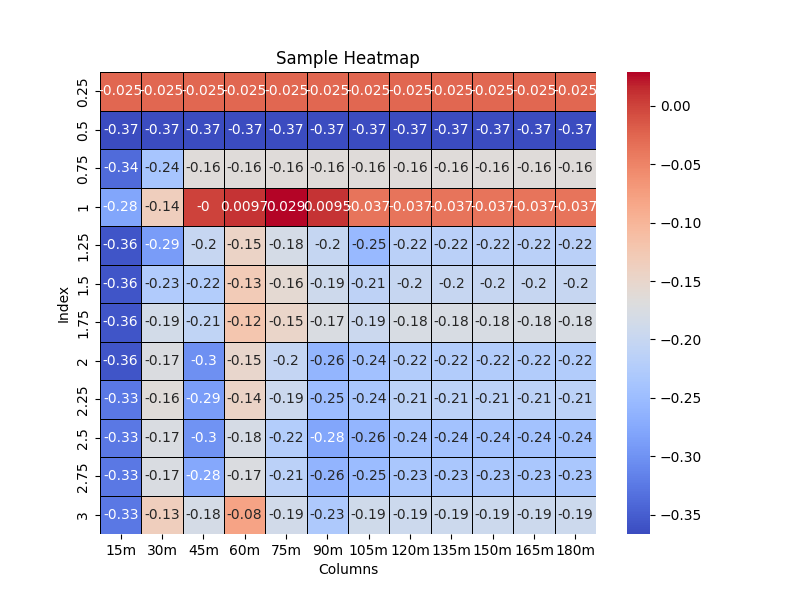 Sample Heatmap
0.25 -0.025 -0.025 -0.025 -0.025 -0.025 -0.025 -0.025 -0.025 -0.025 -0.025 -0.025 -0.025
0.5 -0.37 -0.37 -0.37 -0.37 -0.37 -0.37 -0.37 -0.37 -0.37 -0.37 -0.37 -0.37
0.75 -0.34 -0.24 -0.16 -0.16 -0.16 -0.16 -0.16 -0.16 -0.16 -0.16 -0.16 -0.16
1 -0.28 -0.14 -0 0.0097 0.029 0.0095 -0.037 -0.037 -0.037 -0.037 -0.037 -0.037
1.25 -0.36 -0.29 -0.2 -0.15 -0.18 -0.2 -0.25 -0.22 -0.22 -0.22 -0.22 -0.22
1.5 -0.36 -0.23 -0.22 -0.13 -0.16 -0.19 -0.21 -0.2 -0.2 -0.2 -0.2 -0.2
1.75 -0.36 -0.19 -0.21 -0.12 -0.15 -0.17 -0.19 -0.18 -0.18 -0.18 -0.18 -0.18
2 -0.36 -0.17 -0.3 -0.15 -0.2 -0.26 -0.24 -0.22 -0.22 -0.22 -0.22 -0.22
2.25 -0.33 -0.16 -0.29 -0.14 -0.19 -0.25 -0.24 -0.21 -0.21 -0.21 -0.21 -0.21
2.5 -0.33 -0.17 -0.3 -0.18 -0.22 -0.28 -0.26 -0.24 -0.24 -0.24 -0.24 -0.24
2.75 -0.33 -0.17 -0.28 -0.17 -0.21 -0.26 -0.25 -0.23 -0.23 -0.23 -0.23 -0.23
3 -0.33 -0.13 -0.18 -0.08 -0.19 -0.23 -0.19 -0.19 -0.19 -0.19 -0.19 -0.19
15m 30m 45m 60m 75m 90m 105m 120m 135m 150m 165m 180m
Columns
Index
0.00
−0.05
−0.10
−0.15
−0.20
−0.25
−0.30
−0.35